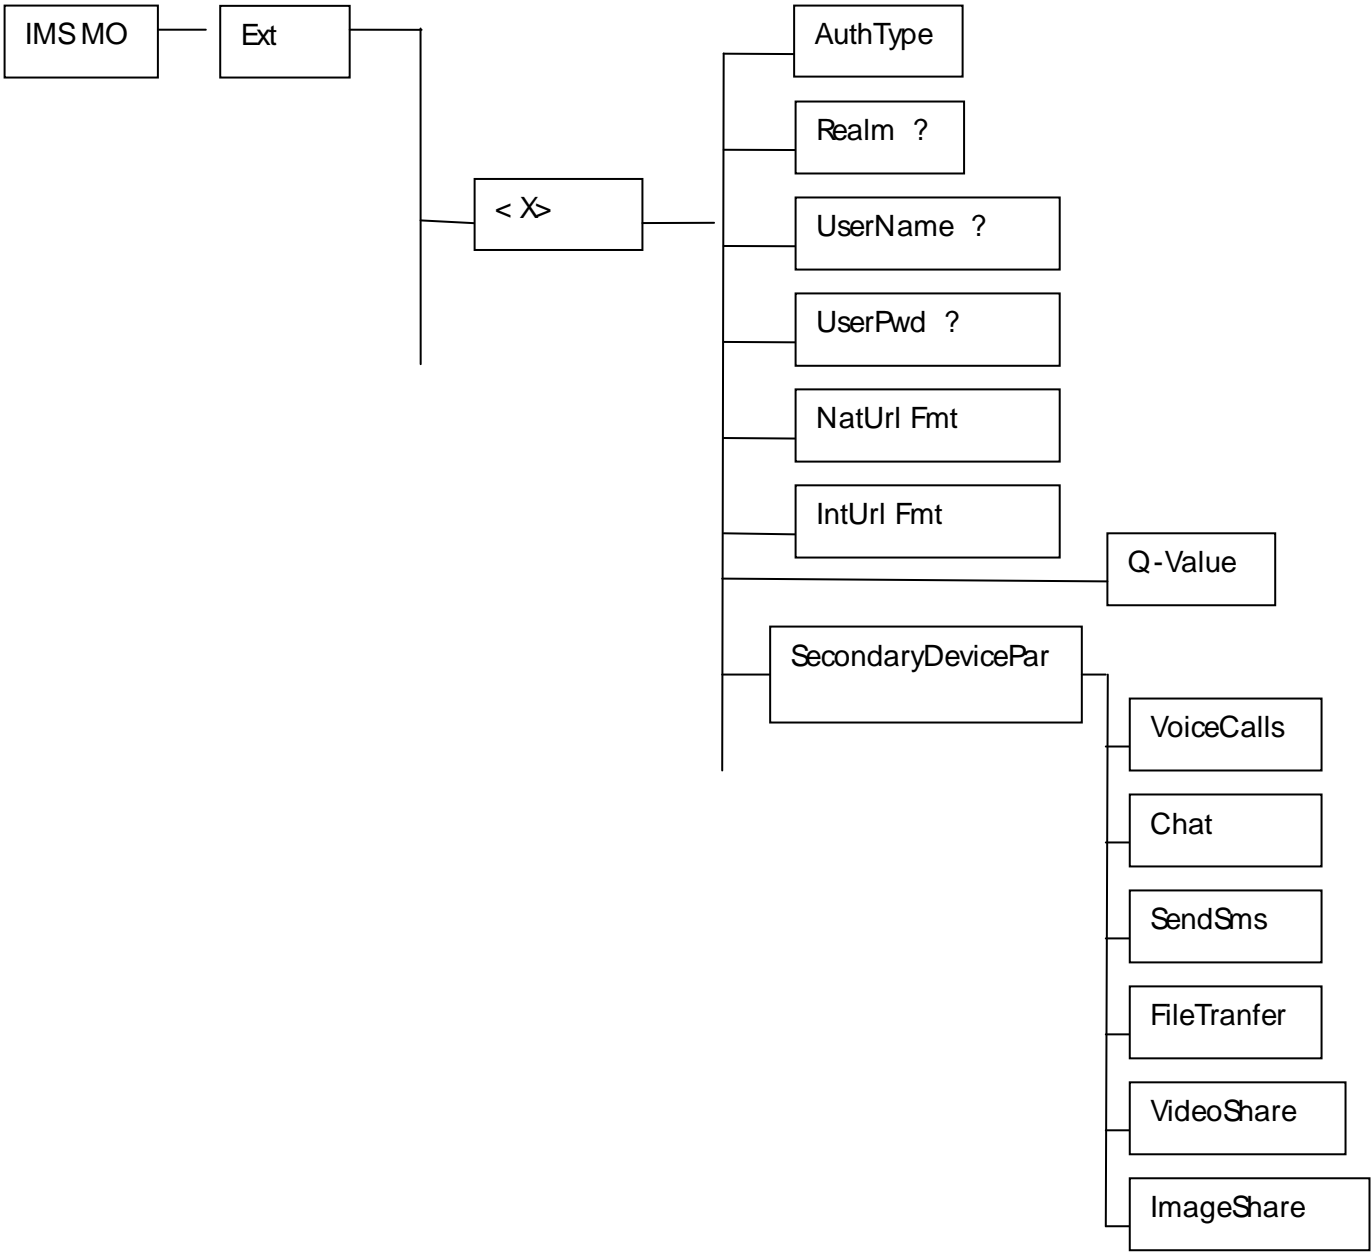 IMS MO
Ext
AuthType
Realm ?
< X>
UserName ?
UserPwd ?
NatUrl Fmt
IntUrl Fmt
Q-Value
SecondaryDevicePar
VoiceCalls
Chat
SendSms
FileTranfer
VideoShare
ImageShare